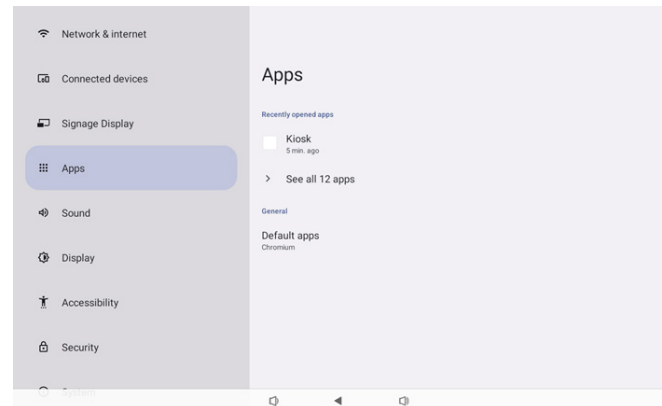 Network & internet
Connected devices
Signage Display
Apps
Sound
Display
Accessibility
Security
System
Apps
Recently opened apps
Kiosk
5 min. ago
See all 12 apps
General
Default apps
Chromium